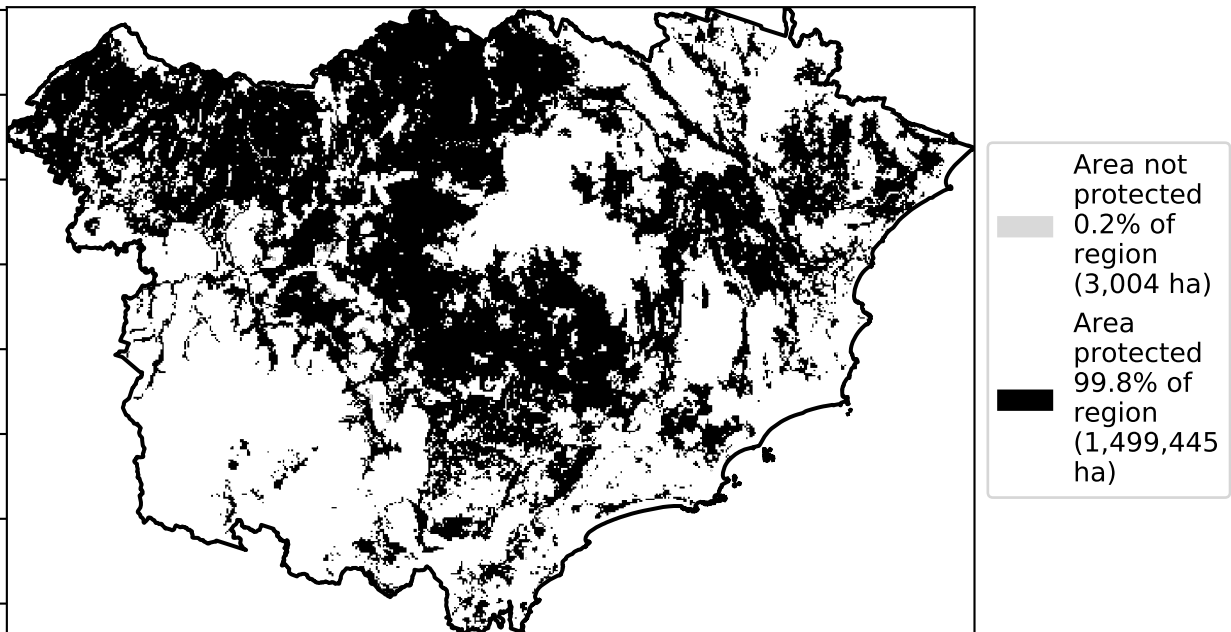 Area not
protected
0.2% of
region
(3,004 ha)
Area
protected
99.8% of
region
(1,499,445
ha)